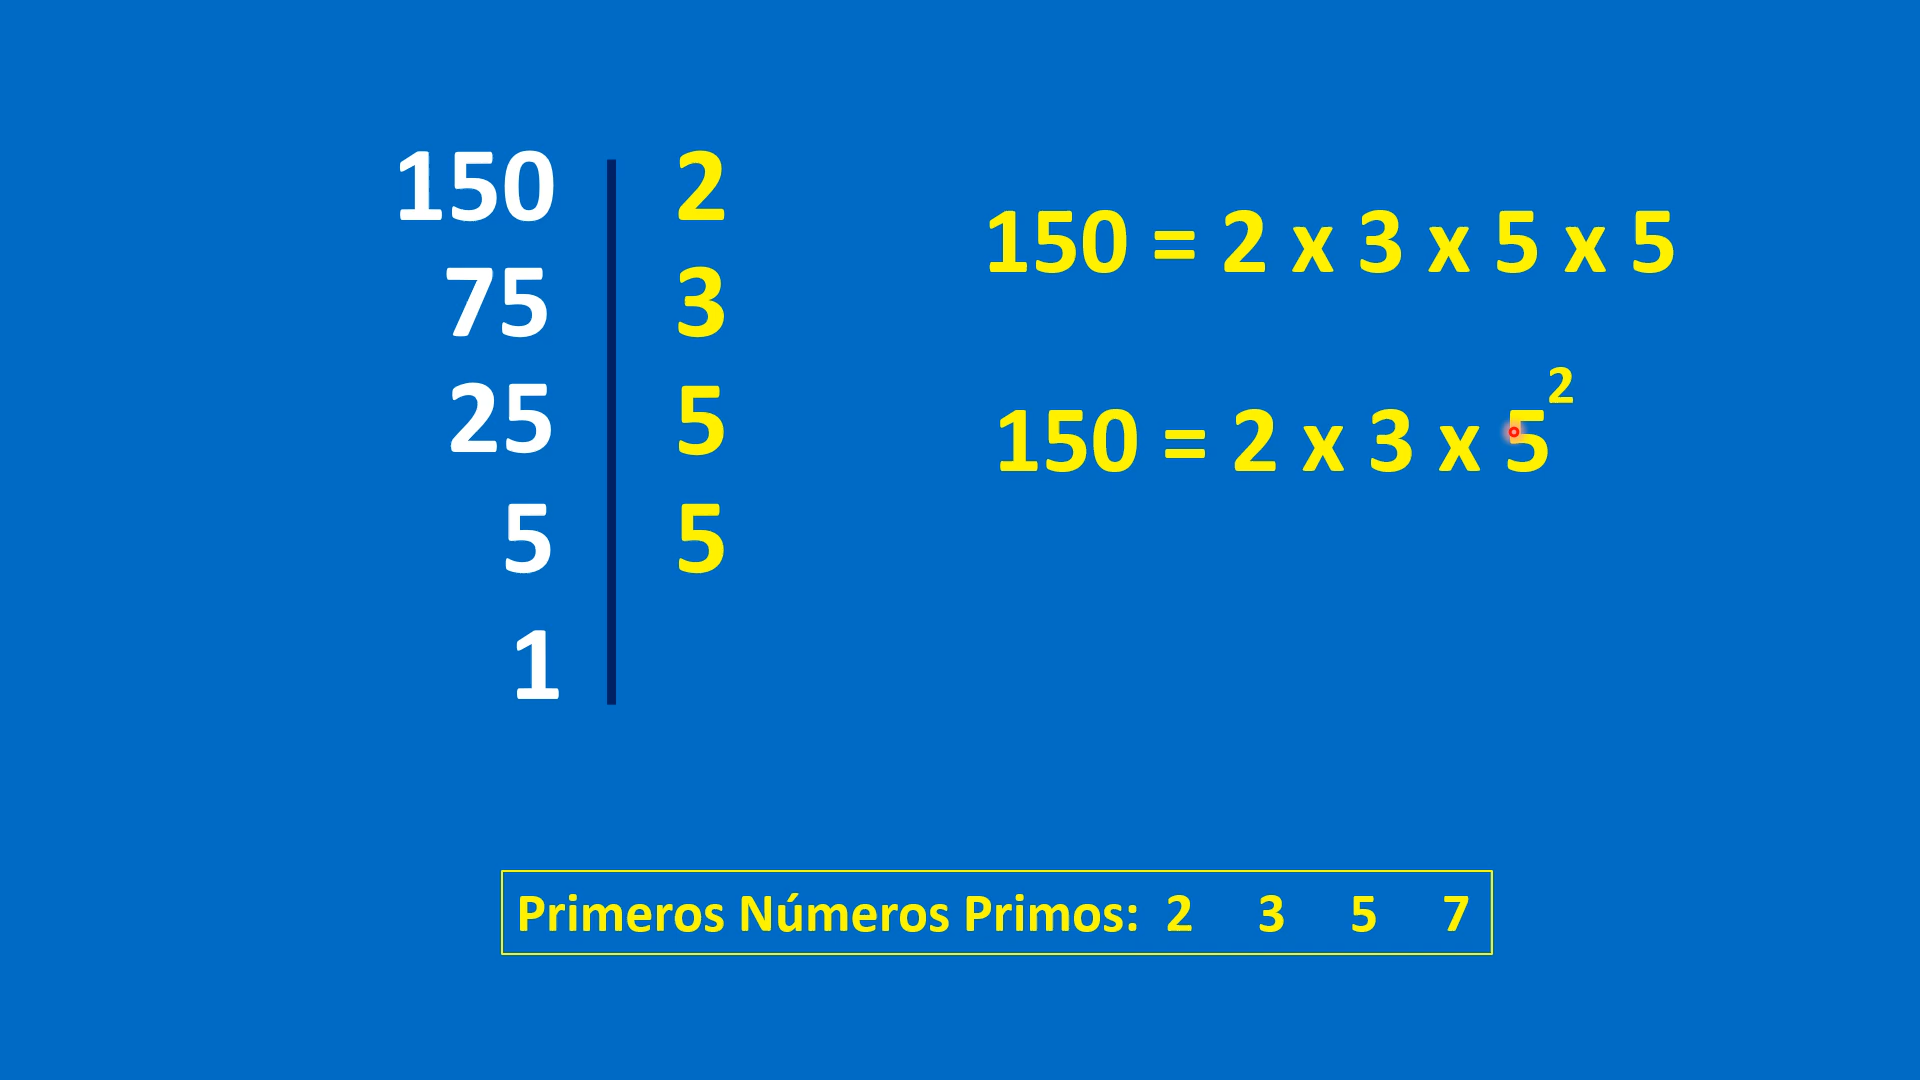 150 2
75 3
25 5
5 5
1
150 = 2 x 3 x 5 x 5
150 = 2 x 3 x 5²
Primeros Números Primos: 2 3 5 7